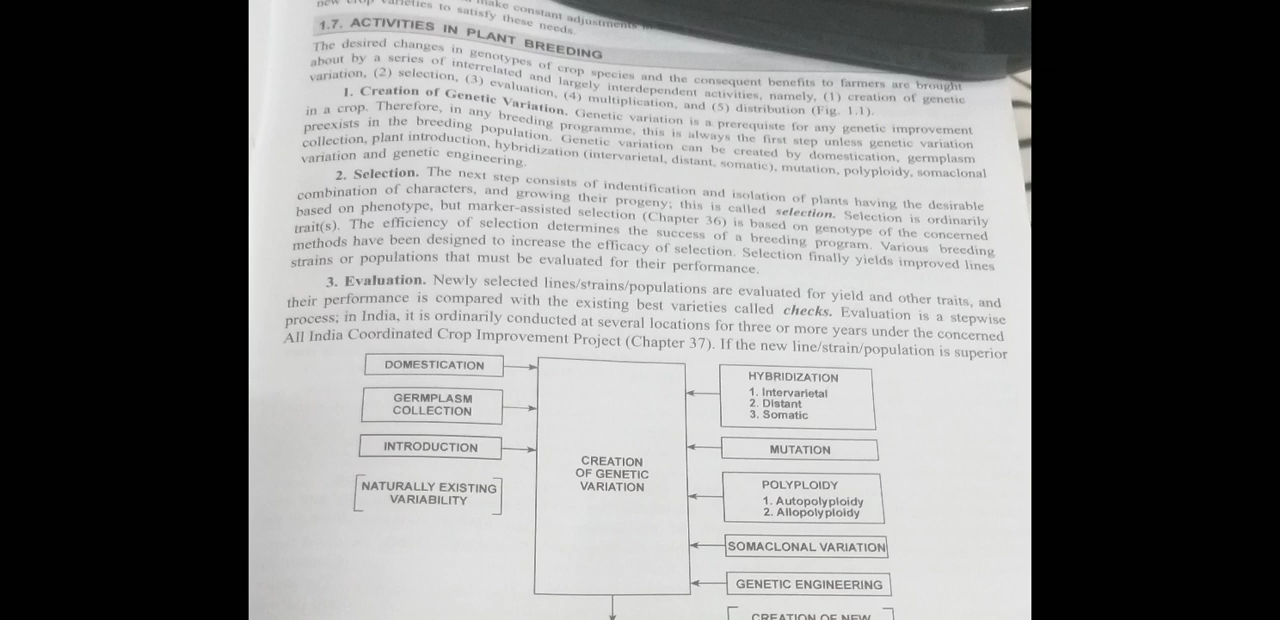 new crop varieties to satisfy these needs.
make constant adjustments
1.7. ACTIVITIES IN PLANT BREEDING
The desired changes in genotypes of crop species and the consequent benefits to farmers are brought
about by a series of interrelated and largely interdependent activities, namely, (1) creation of genetic
variation, (2) selection, (3) evaluation, (4) multiplication, and (5) distribution (Fig. 1.1).
1. Creation of Genetic Variation. Genetic variation is a prerequiste for any genetic improvement
in a crop. Therefore, in any breeding programme, this is always the first step unless genetic variation
preexists in the breeding population. Genetic variation can be created by domestication, germplasm
collection, plant introduction, hybridization (intervarietal, distant, somatic), mutation, polyploidy, somaclonal
variation and genetic engineering.
2. Selection. The next step consists of indentification and isolation of plants having the desirable
combination of characters, and growing their progeny; this is called selection. Selection is ordinarily
based on phenotype, but marker-assisted selection (Chapter 36) is based on genotype of the concerned
trait(s). The efficiency of selection determines the success of a breeding program. Various breeding
methods have been designed to increase the efficacy of selection. Selection finally yields improved lines
strains or populations that must be evaluated for their performance.
3. Evaluation. Newly selected lines/strains/populations are evaluated for yield and other traits, and
their performance is compared with the existing best varieties called checks. Evaluation is a stepwise
process; in India, it is ordinarily conducted at several locations for three or more years under the concerned
All India Coordinated Crop Improvement Project (Chapter 37). If the new line/strain/population is superior
DOMESTICATION
GERMPLASM
COLLECTION
INTRODUCTION
NATURALLY EXISTING
VARIABILITY
CREATION
OF GENETIC
VARIATION
HYBRIDIZATION
1. Intervarietal
2. Distant
3. Somatic
MUTATION
POLYPLOIDY
1. Autopolyploidy
2. Allopolyploidy
SOMACLONAL VARIATION
GENETIC ENGINEERING
CREATION OF NEW